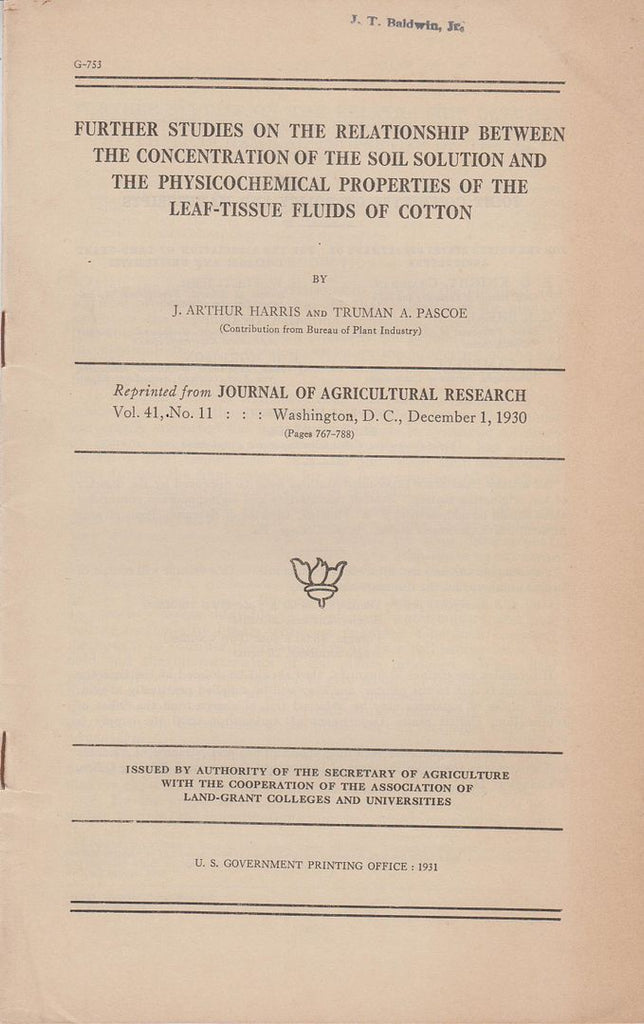 J. T. Baldwin, Jr.
G-753
FURTHER STUDIES ON THE RELATIONSHIP BETWEEN
THE CONCENTRATION OF THE SOIL SOLUTION AND
THE PHYSICOCHEMICAL PROPERTIES OF THE
LEAF-TISSUE FLUIDS OF COTTON
BY
J. ARTHUR HARRIS AND TRUMAN A. PASCOE
(Contribution from Bureau of Plant Industry)
Reprinted from JOURNAL OF AGRICULTURAL RESEARCH
Vol. 41, No. 11 : : : Washington, D. C., December 1, 1930
(Pages 767-788)
ISSUED BY AUTHORITY OF THE SECRETARY OF AGRICULTURE
WITH THE COOPERATION OF THE ASSOCIATION OF
LAND-GRANT COLLEGES AND UNIVERSITIES
U. S. GOVERNMENT PRINTING OFFICE : 1931